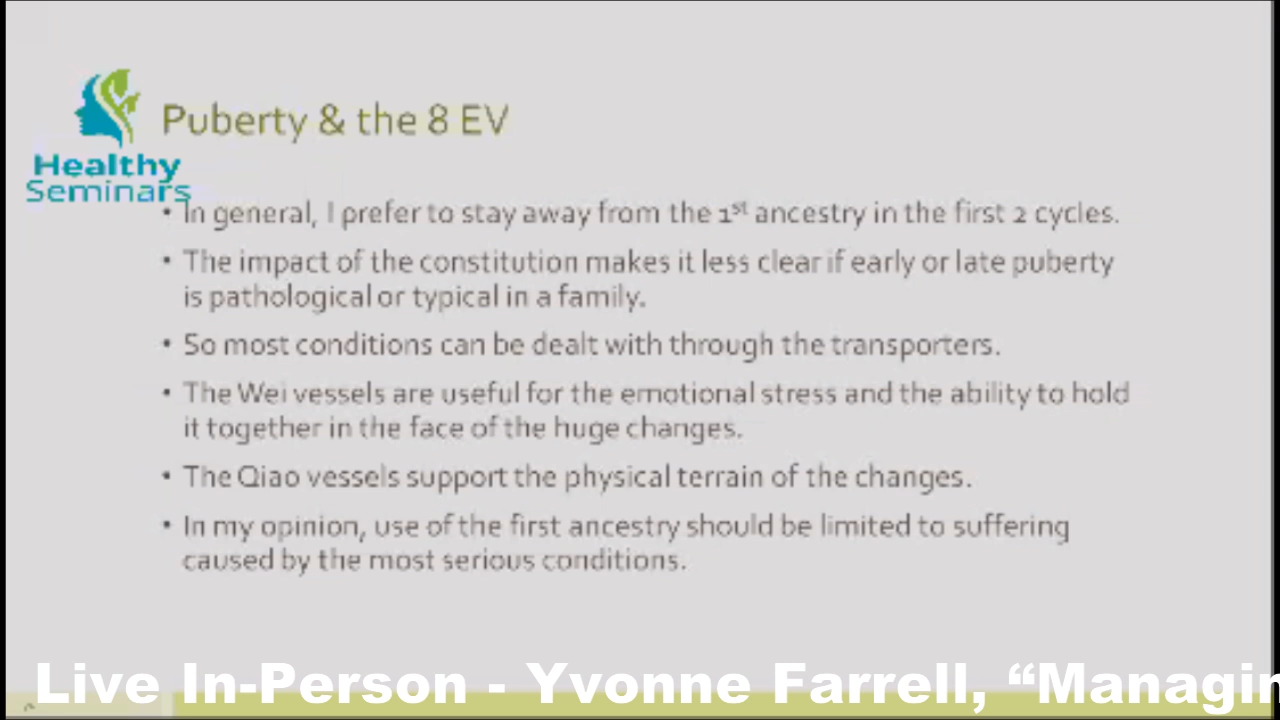 Puberty & the 8 EV
Healthy
Seminars
• In general, I prefer to stay away from the 1st ancestry in the first 2 cycles.
• The impact of the constitution makes it less clear if early or late puberty
is pathological or typical in a family.
• So most conditions can be dealt with through the transporters.
• The Wei vessels are useful for the emotional stress and the ability to hold
it together in the face of the huge changes.
• The Qiao vessels support the physical terrain of the changes.
• In my opinion, use of the first ancestry should be limited to suffering
caused by the most serious conditions.
Live In-Person - Yvonne Farrell, “Managin